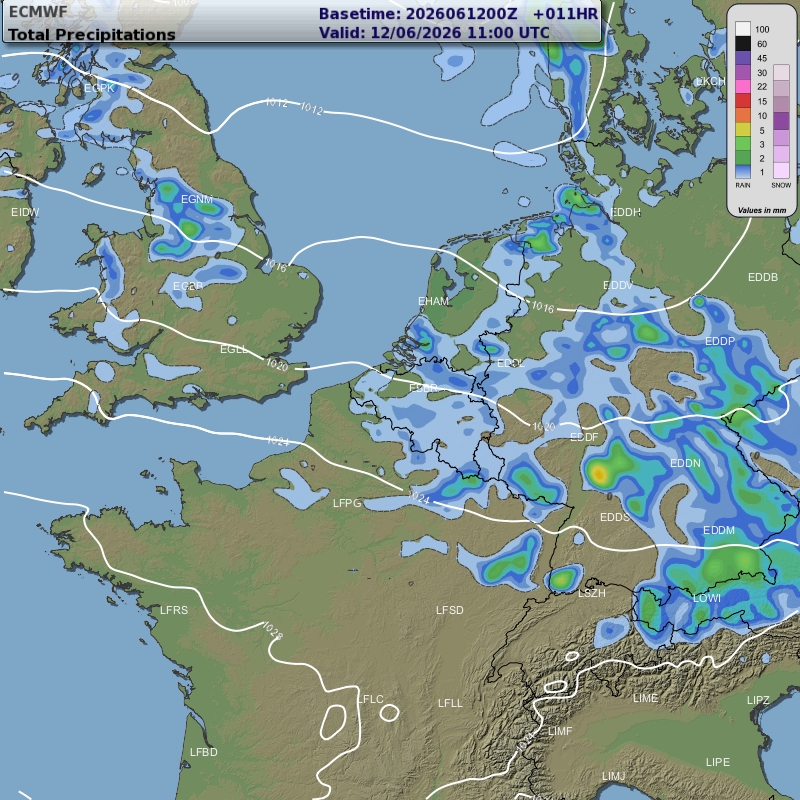 ECMWF
Total Precipitations
Basetime: 2026061200Z +011HR
Valid: 12/06/2026 11:00 UTC
100
60
45
30
22
15
10
5
3
2
1
RAIN
SNOW
Values in mm
EGPK
EKCH
EIDW
EGNM
EDDH
1012
1012
1016
EGBB
EDDV
EDDB
EHAM
1016
EDDP
EGLL
1020
EDDL
EBBR
1020
EDDF
1024
EDDN
LFPG
1024
EDDS
EDDM
LSZH
LOWI
LFRS
LFSD
1028
LFLC
LFLL
LIME
LIPZ
LIMF
LFBD
LIPE
LIMJ